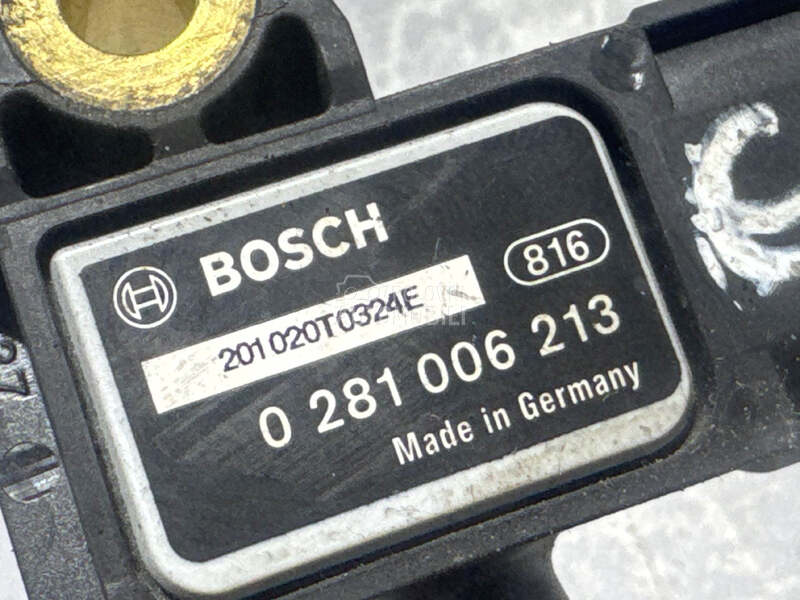 BOSCH
816
201020T0324E
0 281 006 213
Made in Germany